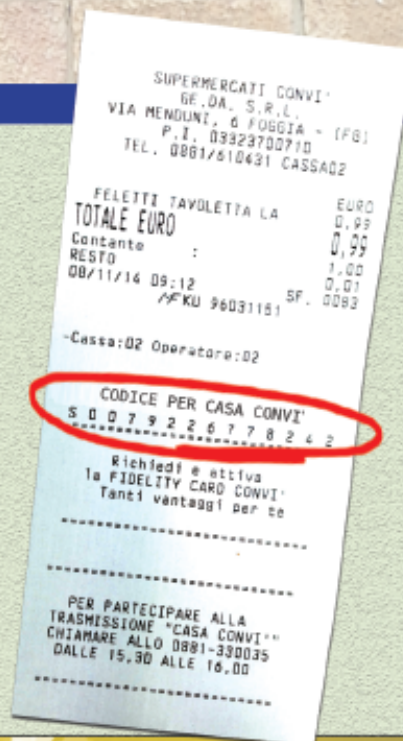 SUPERMERCATI CONVI'
GE.DA. S.R.L.
VIA MENDUNI, 6 FOGGIA - (FG)
P.I. 03323700710
TEL. 0881/610431 CASSA02
EURO
FELETTI TAVOLETTA LA 0,99
TOTALE EURO 0,99
Contante : 1,00
RESTO 0,01
08/11/14 09:12 SF. 0083
MF KU 96031151
-Cassa:02 Operatore:02
CODICE PER CASA CONVI'
S 0 0 7 9 2 2 6 7 7 8 2 4 2
Richiedi e attiva
la FIDELITY CARD CONVI'
Tanti vantaggi per te
PER PARTECIPARE ALLA
TRASMISSIONE "CASA CONVI'"
CHIAMARE ALLO 0881-330035
DALLE 15,30 ALLE 16,00